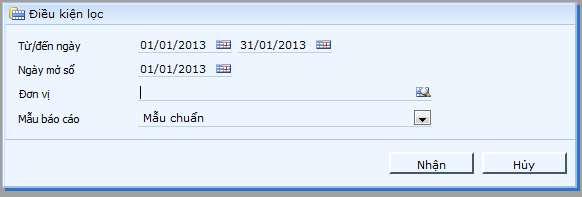 Điều kiện lọc
Từ/đến ngày 01/01/2013 31/01/2013
Ngày mở sổ 01/01/2013
Đơn vị
Mẫu báo cáo Mẫu chuẩn
Nhận Hủy